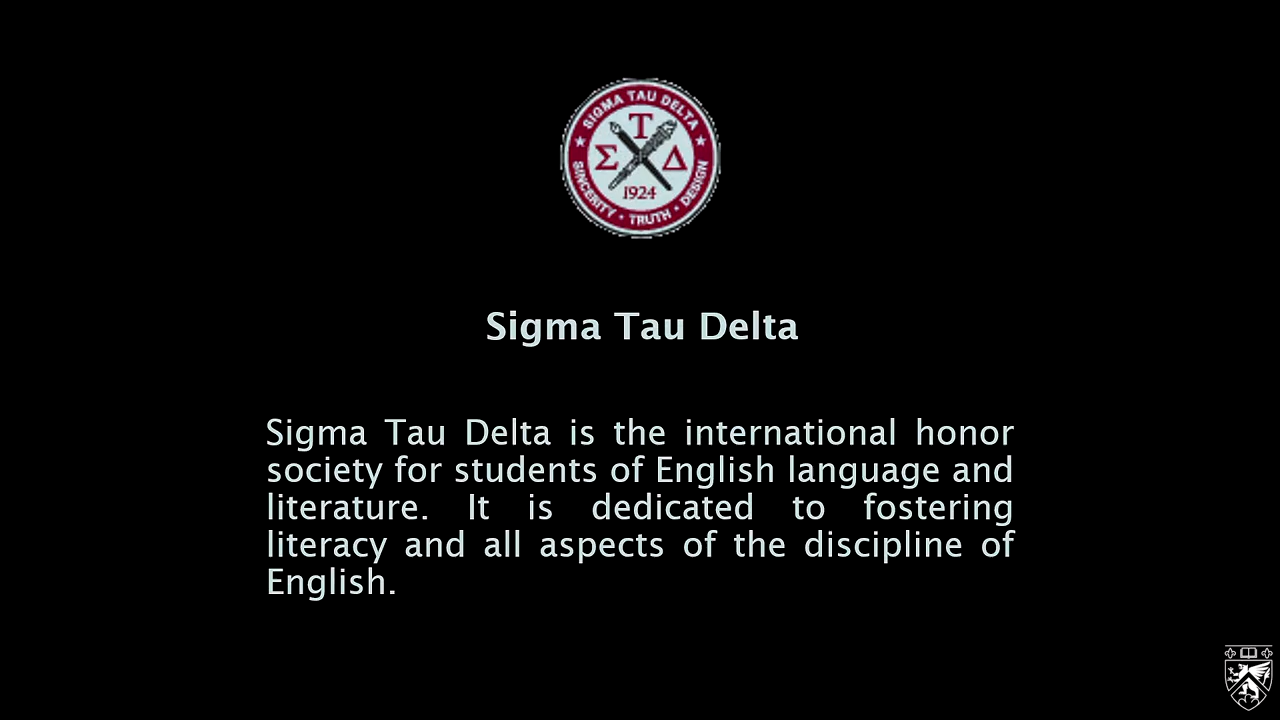 SIGMA TAU DELTA
Τ
Σ Δ
1924
SINCERITY • TRUTH • DESIGN
Sigma Tau Delta
Sigma Tau Delta is the international honor
society for students of English language and
literature. It is dedicated to fostering
literacy and all aspects of the discipline of
English.